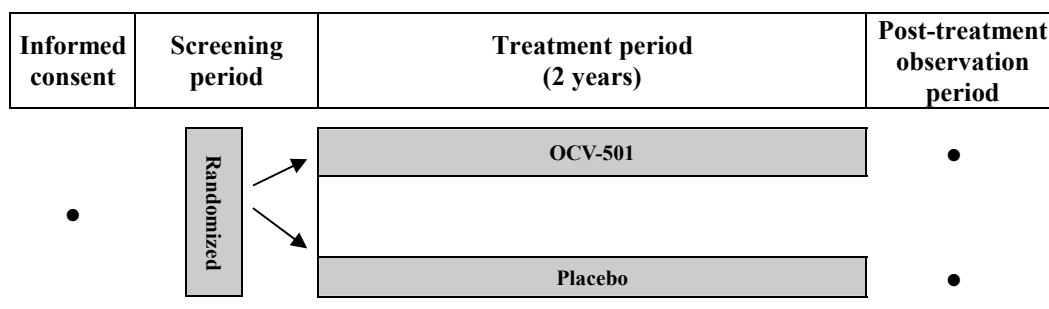 Informed
consent
Screening
period
Treatment period
(2 years)
Post-treatment
observation
period
Randomized
OCV-501
Placebo